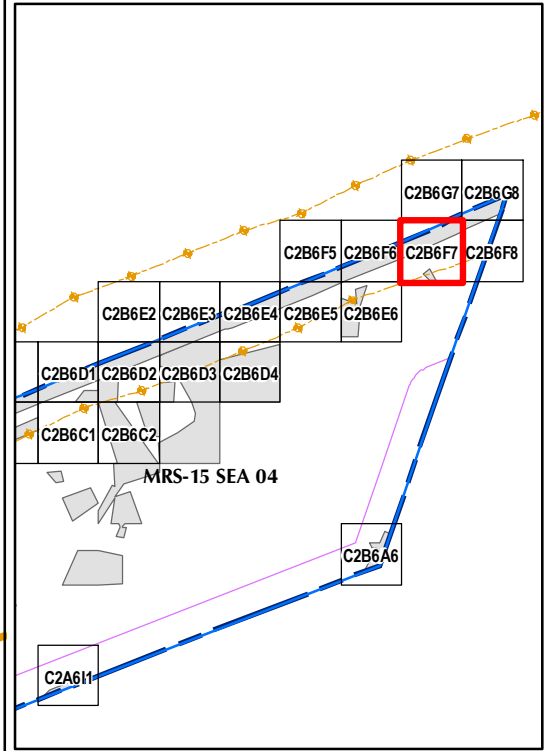 C2B6G7 C2B6G8
C2B6F5 C2B6F6 C2B6F7 C2B6F8
C2B6E2 C2B6E3 C2B6E4 C2B6E5 C2B6E6
C2B6D1 C2B6D2 C2B6D3 C2B6D4
C2B6C1 C2B6C2
MRS-15 SEA 04
C2B6A6
C2A6I1